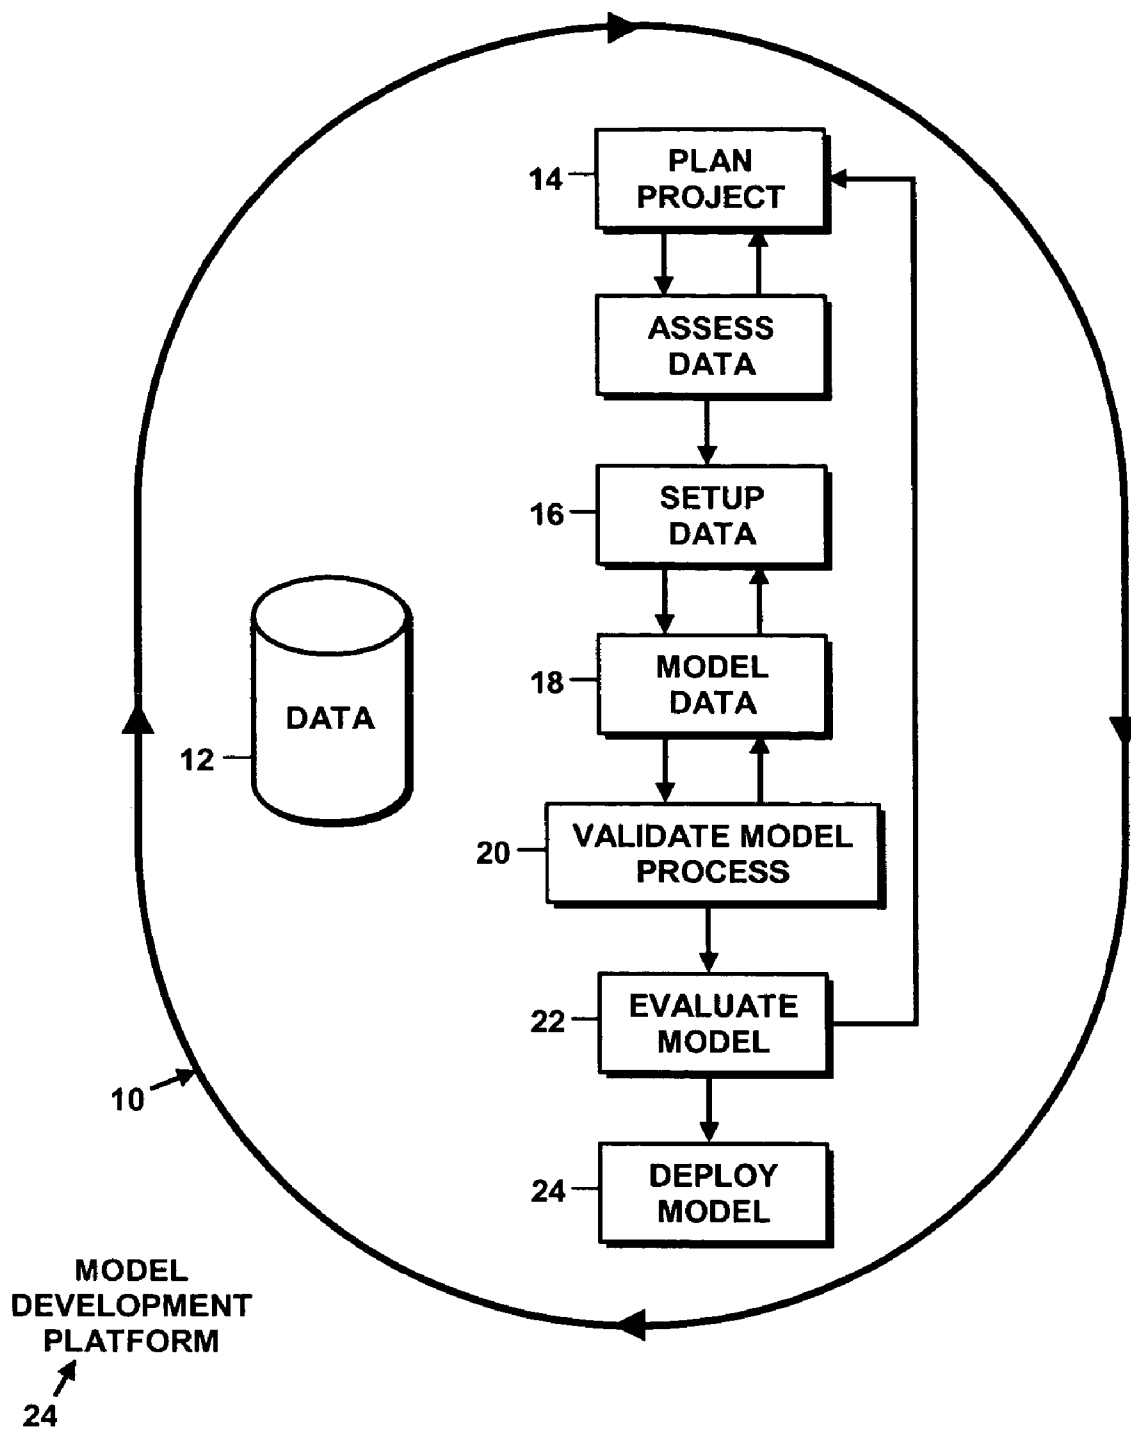 PLAN
PROJECT
14
ASSESS
DATA
SETUP
DATA
16
MODEL
DATA
18
DATA
12
VALIDATE MODEL
PROCESS
20
EVALUATE
MODEL
22
10
DEPLOY
MODEL
24
MODEL
DEVELOPMENT
PLATFORM
24